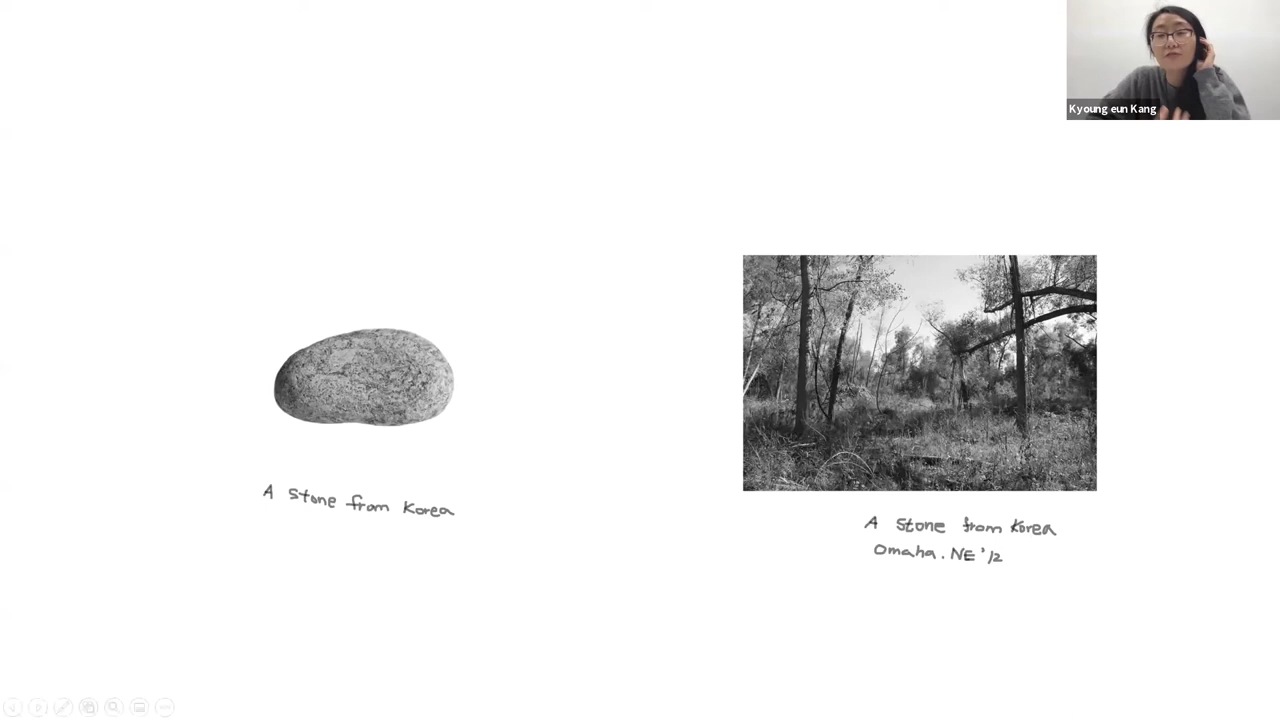 Kyoung eun Kang
A stone from Korea
A stone from Korea
Omaha. NE '12